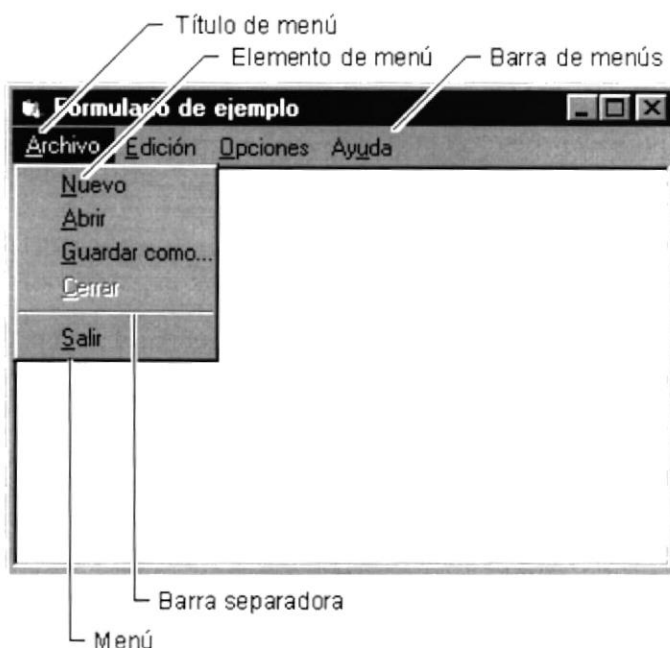 Título de menú
Elemento de menú
Barra de menús
Formulario de ejemplo
Archivo Edición Opciones Ayuda
Nuevo
Abrir
Guardar como...
Cerrar
Salir
Barra separadora
Menú